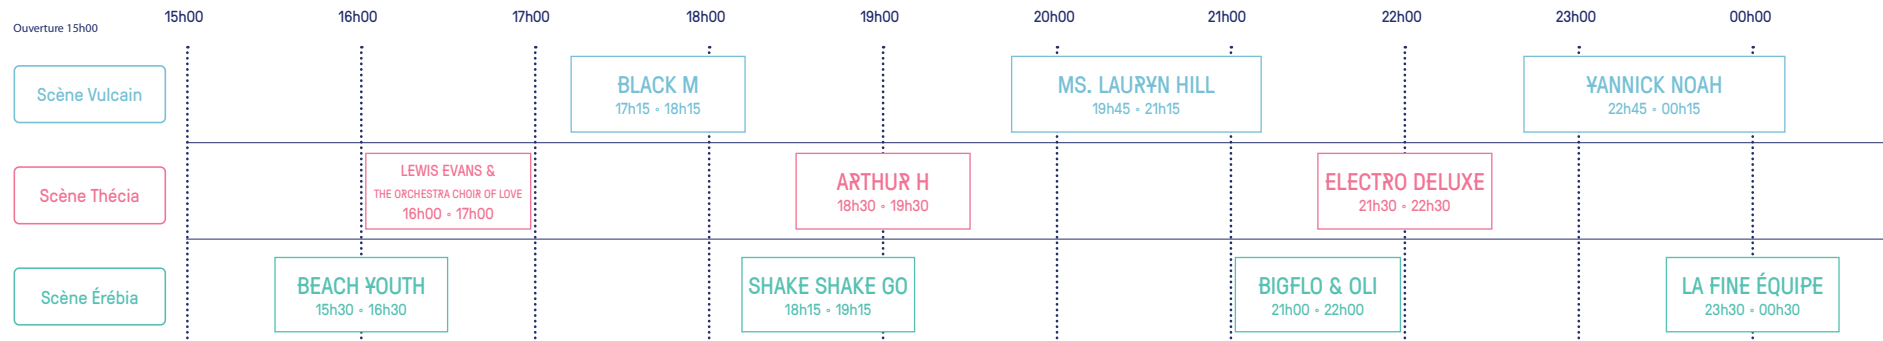 15h00 16h00 17h00 18h00 19h00 20h00 21h00 22h00 23h00 00h00
Ouverture 15h00
Scène Vulcain
BLACK M
17h15 • 18h15
MS. LAURYN HILL
19h45 • 21h15
YANNICK NOAH
22h45 • 00h15
Scène Thécia
LEWIS EVANS &
THE ORCHESTRA CHOIR OF LOVE
16h00 • 17h00
ARTHUR H
18h30 • 19h30
ELECTRO DELUXE
21h30 • 22h30
Scène Érébia
BEACH YOUTH
15h30 • 16h30
SHAKE SHAKE GO
18h15 • 19h15
BIGFLO & OLI
21h00 • 22h00
LA FINE ÉQUIPE
23h30 • 00h30